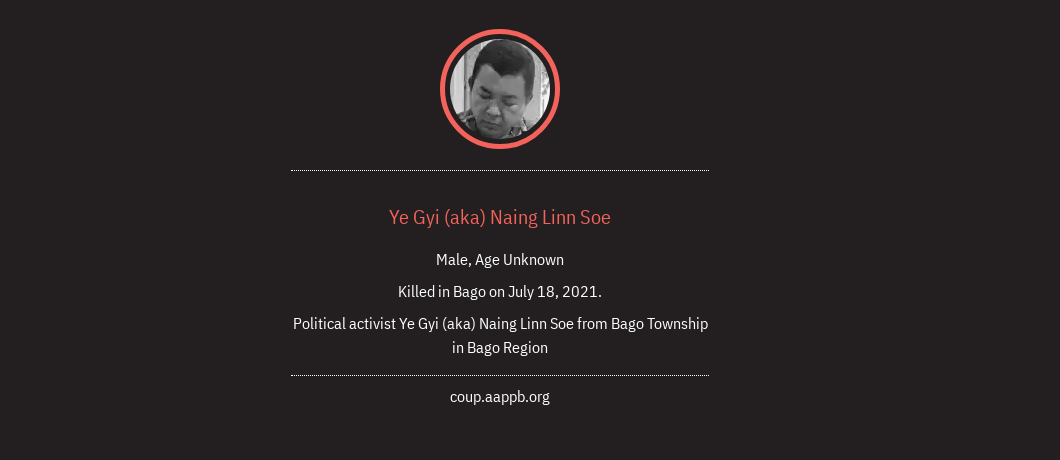 Ye Gyi (aka) Naing Linn Soe
Male, Age Unknown
Killed in Bago on July 18, 2021.
Political activist Ye Gyi (aka) Naing Linn Soe from Bago Township
in Bago Region
coup.aappb.org